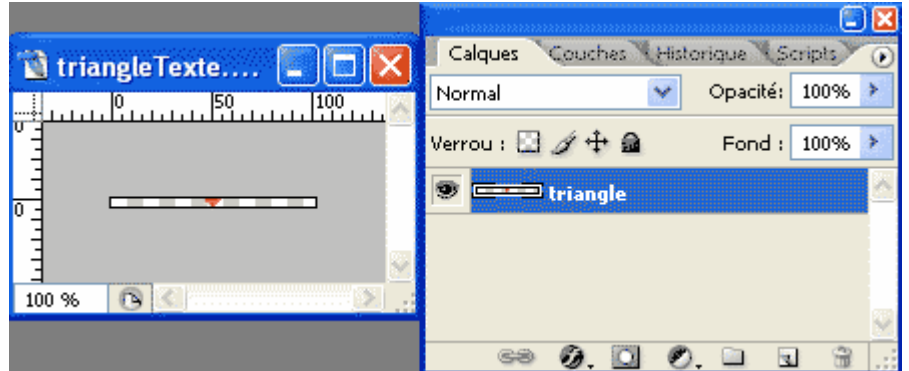 triangleTexte....
0 50 100
0
0
100 %
Calques Couches Historique Scripts
Normal Opacité: 100%
Verrou : Fond : 100%
triangle